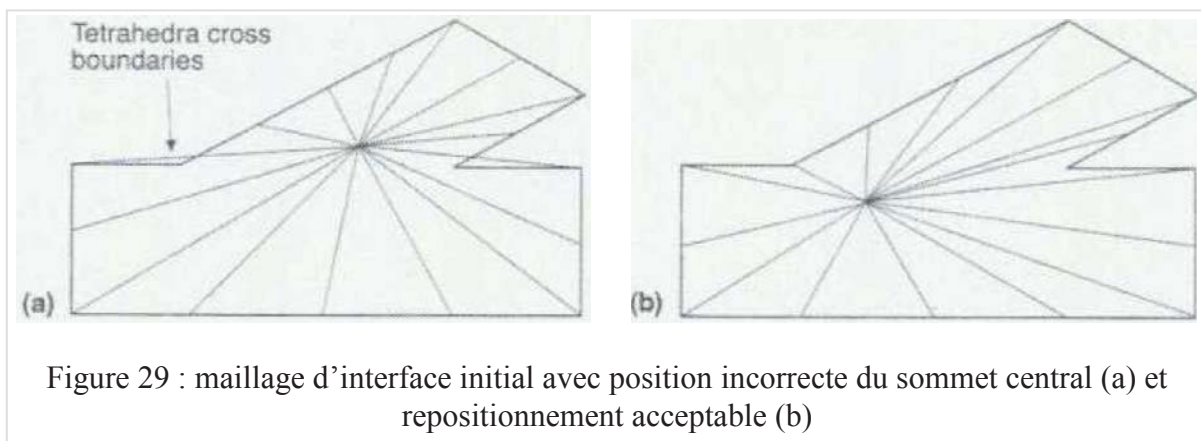 Tetrahedra cross
boundaries
(a)
(b)
Figure 29 : maillage d’interface initial avec position incorrecte du sommet central (a) et
repositionnement acceptable (b)